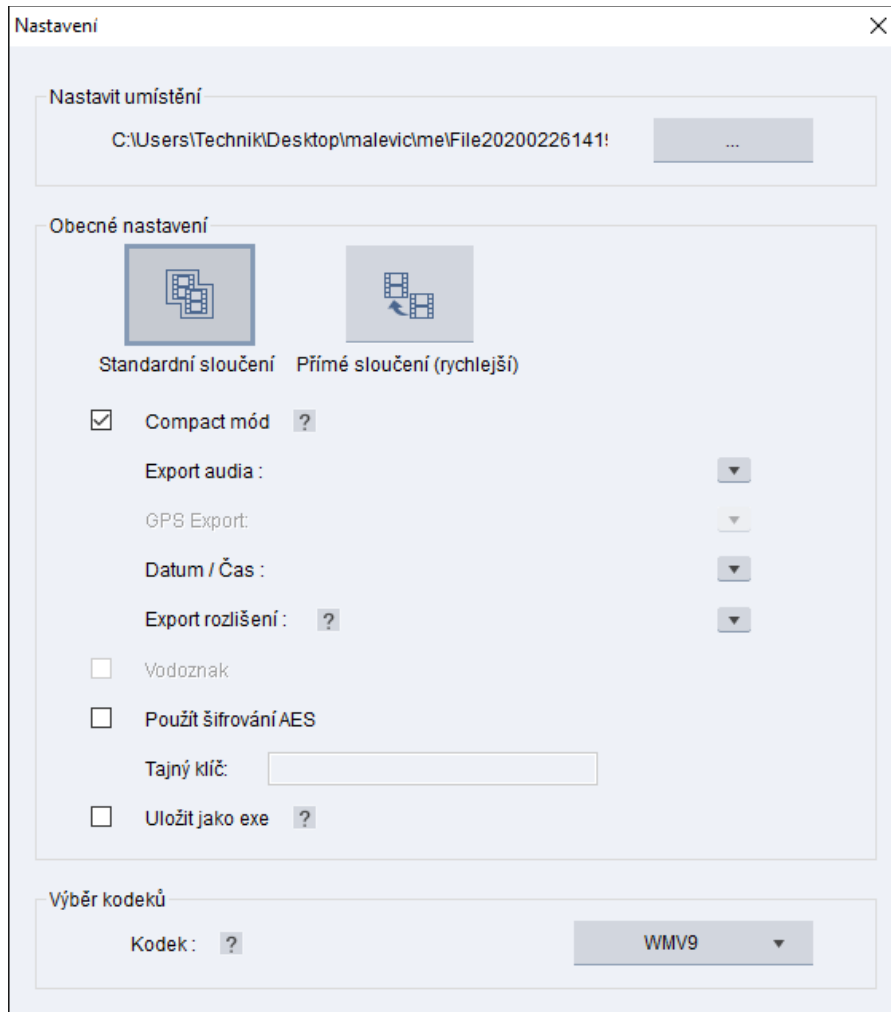 Nastavení
Nastavit umístění
C:\Users\Technik\Desktop\malevic\me\File20200226141
...
Obecné nastavení
Standardní sloučení Přímé sloučení (rychlejší)
Compact mód ?
Export audia :
GPS Export:
Datum / Čas :
Export rozlišení : ?
Vodoznak
Použít šifrování AES
Tajný klíč:
Uložit jako exe ?
Výběr kodeků
Kodek : ? WMV9